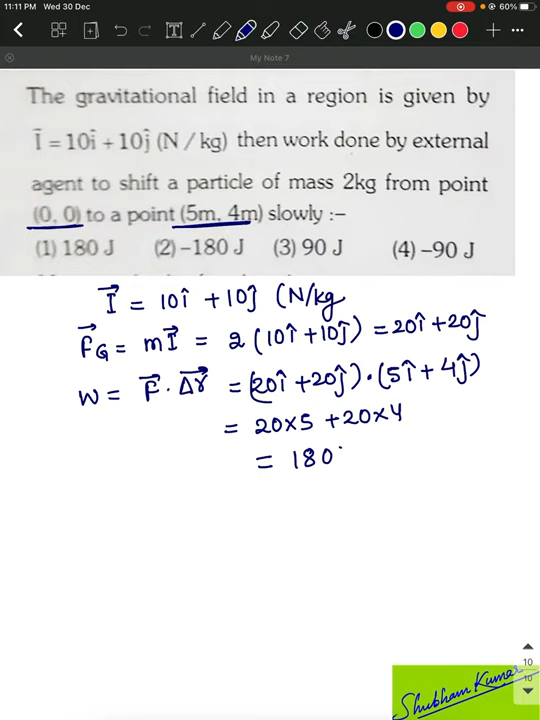 11:11 PM Wed 30 Dec
60%
My Note 7
The gravitational field in a region is given by
I⃗ = 10î + 10ĵ (N / kg) then work done by external
agent to shift a particle of mass 2kg from point
(0, 0) to a point (5m, 4m) slowly :–
(1) 180 J (2) –180 J (3) 90 J (4) –90 J
I⃗ = 10î + 10ĵ (N/kg
F⃗G = mI⃗ = 2 (10î + 10ĵ) = 20î + 20ĵ
W = F⃗ · Δr⃗ = (20î + 20ĵ) · (5î + 4ĵ)
= 20×5 + 20×4
= 180
10
10
Shubham Kumar